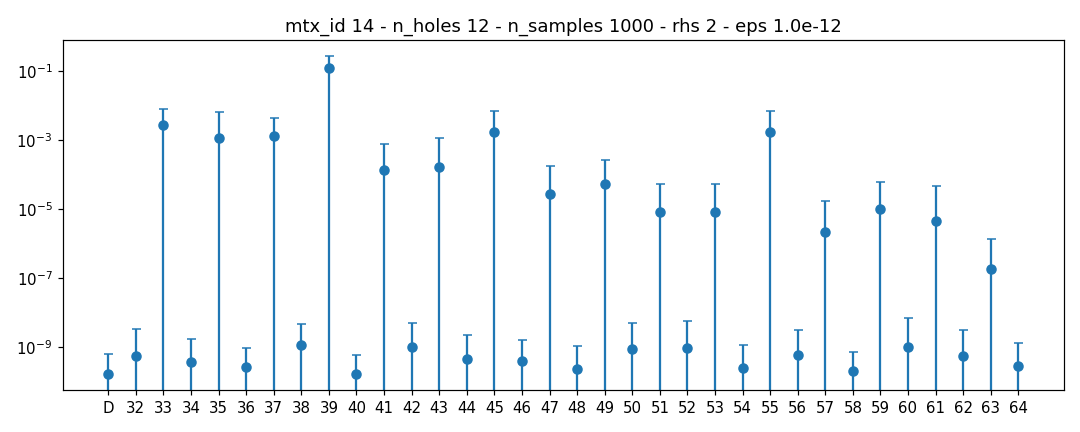 mtx_id 14 - n_holes 12 - n_samples 1000 - rhs 2 - eps 1.0e-12
10⁻¹
10⁻³
10⁻⁵
10⁻⁷
10⁻⁹
D 32 33 34 35 36 37 38 39 40 41 42 43 44 45 46 47 48 49 50 51 52 53 54 55 56 57 58 59 60 61 62 63 64